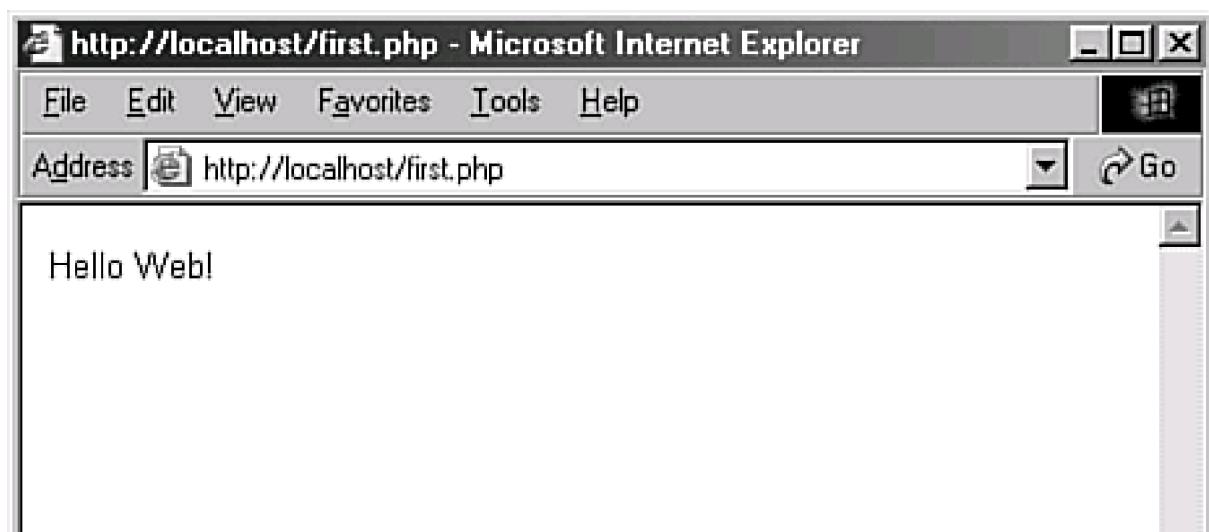 http://localhost/first.php - Microsoft Internet Explorer
File Edit View Favorites Tools Help
Address http://localhost/first.php Go
Hello Web!